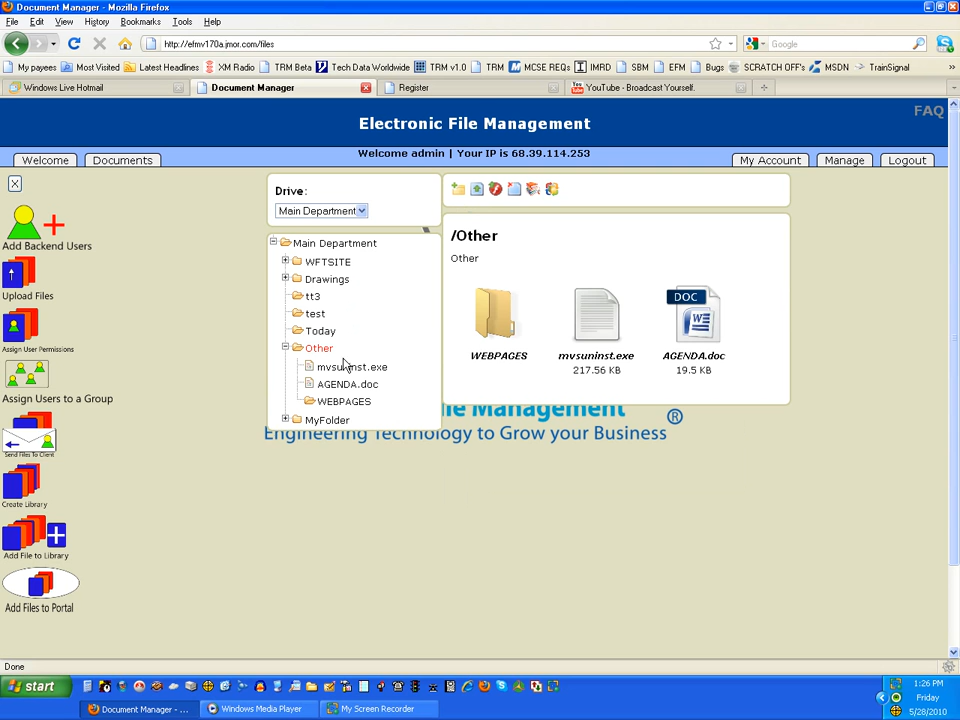 Document Manager - Mozilla Firefox
File Edit View History Bookmarks Tools Help
http://efmv170a.jmor.com/files
Google
My payees Most Visited Latest Headlines XM Radio TRM Beta Tech Data Worldwide TRM v1.0 TRM MCSE REQs IMRD SBM EFM Bugs SCRATCH OFF's MSDN TrainSignal »
Windows Live Hotmail Document Manager Register YouTube - Broadcast Yourself.
FAQ
Electronic File Management
Welcome admin | Your IP is 68.39.114.253
Welcome Documents My Account Manage Logout
X
Drive:
Main Department
Add Backend Users
Upload Files
Assign User Permissions
Assign Users to a Group
Send Files To Client
Create Library
Add File to Library
Add Files to Portal
Main Department
WFTSITE
Drawings
tt3
test
Today
Other
mvsuninst.exe
AGENDA.doc
WEBPAGES
MyFolder
/Other
Other
DOC
WEBPAGES mvsuninst.exe AGENDA.doc
217.56 KB 19.5 KB
Management ®
Engineering Technology to Grow your Business
Done
start
1:26 PM
Friday
5/28/2010
Document Manager - ... Windows Media Player My Screen Recorder